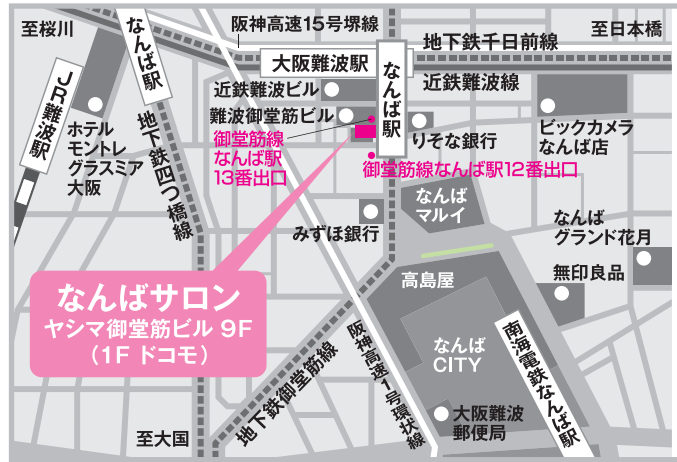 阪神高速15号堺線
至桜川
なんば駅
至日本橋
地下鉄千日前線
大阪難波駅
なんば駅
近鉄難波線
JR難波駅
近鉄難波ビル
難波御堂筋ビル
ホテル
モントレ
グラスミア
大阪
地下鉄四つ橋線
御堂筋線
なんば駅
13番出口
りそな銀行
ビックカメラ
なんば店
御堂筋線なんば駅12番出口
なんば
マルイ
みずほ銀行
なんば
グランド花月
高島屋
無印良品
なんばサロン
ヤシマ御堂筋ビル 9F
(1F ドコモ)
なんば
CITY
南海電鉄なんば駅
阪神高速1号環状線
地下鉄御堂筋線
大阪難波
郵便局
至大国